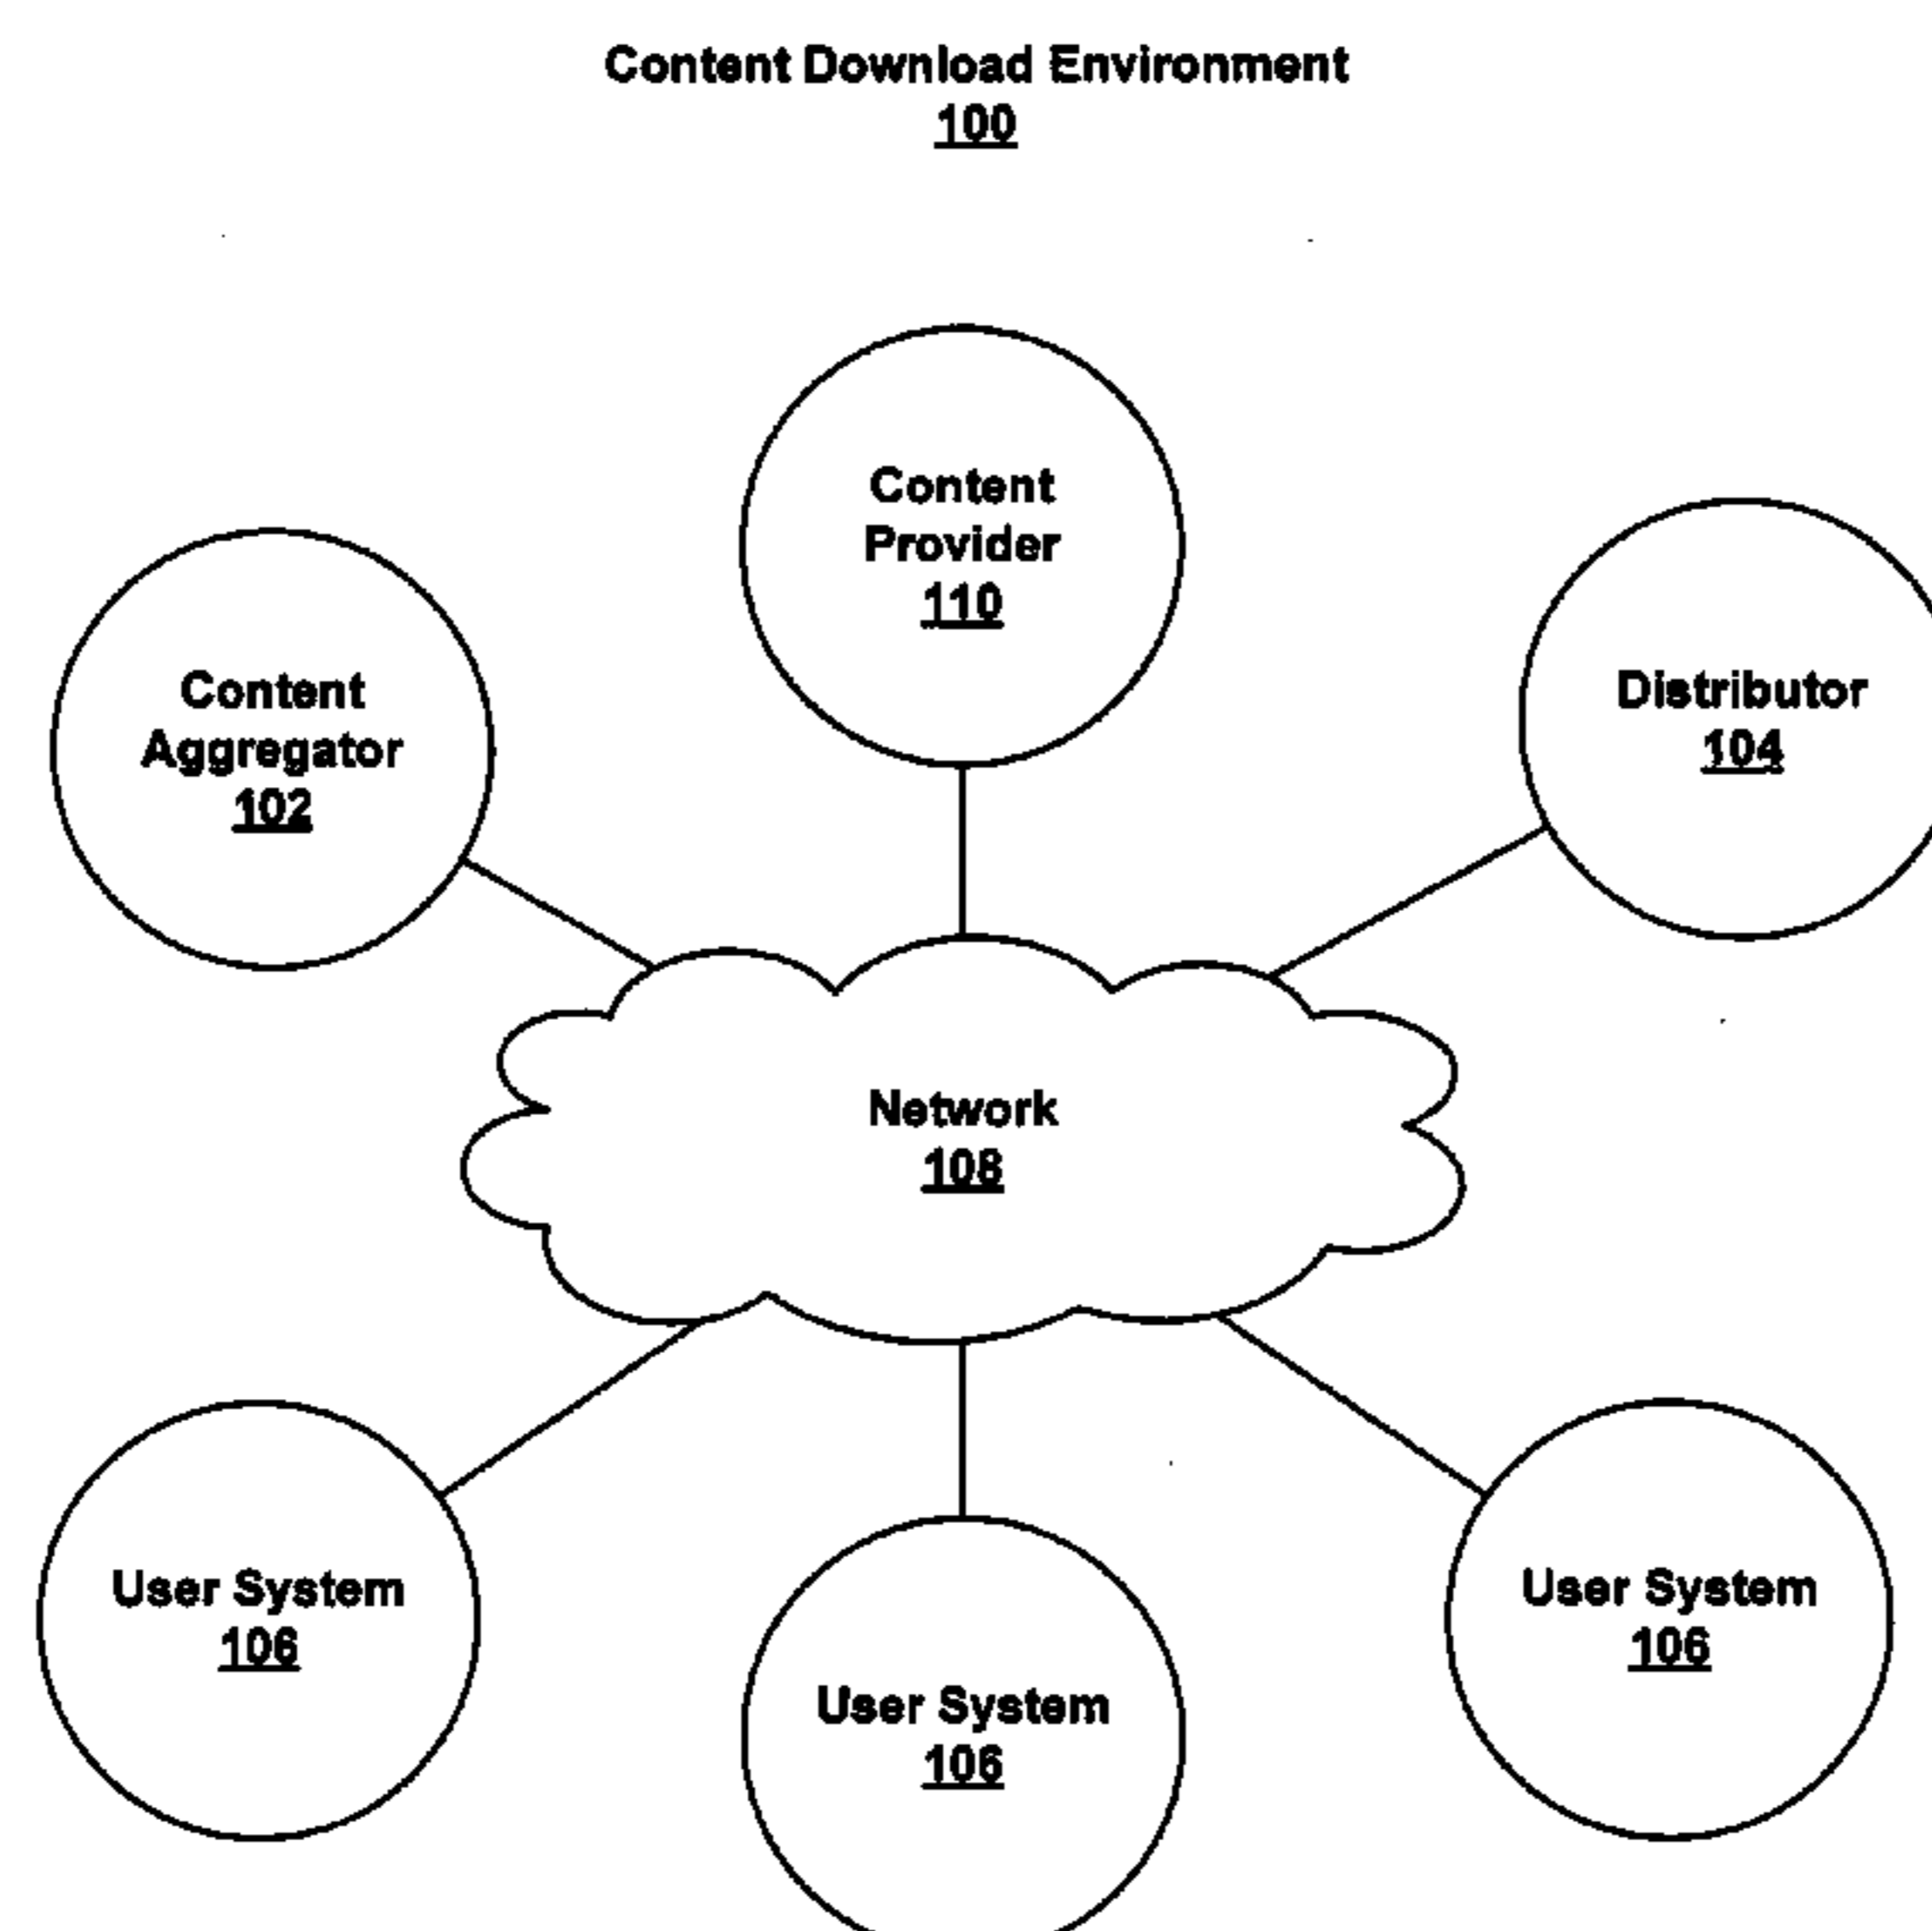 Content Download Environment
100
Content
Provider
110
Content
Aggregator
102
Distributor
104
Network
108
User System
106
User System
106
User System
106